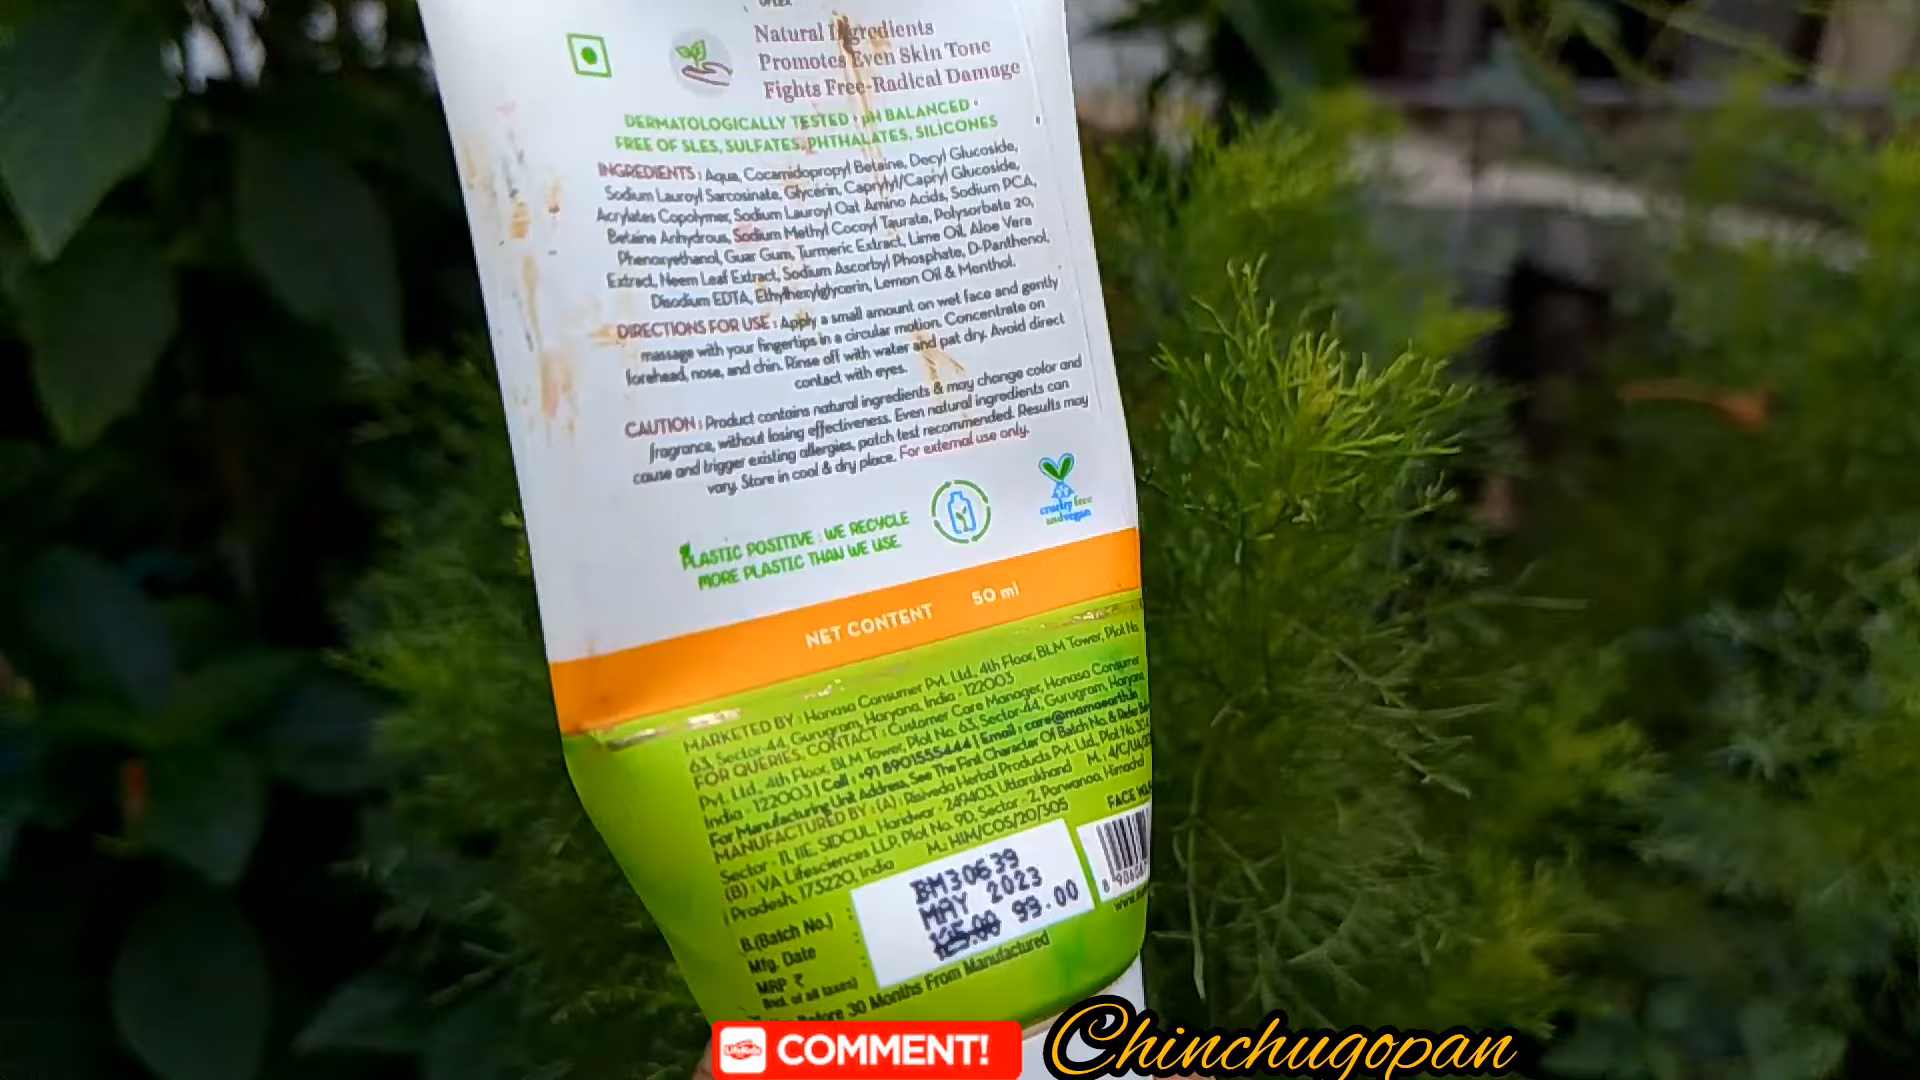 Natural Ingredients
Promotes Even Skin Tone
Fights Free-Radical Damage
DERMATOLOGICALLY TESTED • pH BALANCED •
FREE OF SLES, SULFATES, PHTHALATES, SILICONES
INGREDIENTS : Aqua, Cocamidopropyl Betaine, Decyl Glucoside,
Sodium Lauroyl Sarcosinate, Glycerin, Caprylyl/Capryl Glucoside,
Acrylates Copolymer, Sodium Lauroyl Oat Amino Acids, Sodium PCA,
Betaine Anhydrous, Sodium Methyl Cocoyl Taurate, Polysorbate 20,
Phenoxyethanol, Guar Gum, Turmeric Extract, Lime Oil, Aloe Vera
Extract, Neem Leaf Extract, Sodium Ascorbyl Phosphate, D-Panthenol,
Disodium EDTA, Ethylhexylglycerin, Lemon Oil & Menthol.
DIRECTIONS FOR USE : Apply a small amount on wet face and gently
massage with your fingertips in a circular motion. Concentrate on
forehead, nose, and chin. Rinse off with water and pat dry. Avoid direct
contact with eyes.
CAUTION : Product contains natural ingredients & may change color and
fragrance, without losing effectiveness. Even natural ingredients can
cause and trigger existing allergies, patch test recommended. Results may
vary. Store in cool & dry place. For external use only.
cruelty free
and vegan
PLASTIC POSITIVE : WE RECYCLE
MORE PLASTIC THAN WE USE
NET CONTENT 50 ml
MARKETED BY : Honasa Consumer Pvt. Ltd. 4th Floor, BLM Tower, Plot No.
63, Sector-44, Gurugram, Haryana, India - 122003
FOR QUERIES, CONTACT : Customer Care Manager, Honasa Consumer
Pvt. Ltd. 4th Floor, BLM Tower, Plot No. 63, Sector-44, Gurugram, Haryana
India - 122003 | Call : +91 8901555444 | Email : care@mamaearth.in
For Manufacturing Unit Address, See The First Character Of Batch No. & Refer
MANUFACTURED BY : (A) : Rishveda Herbal Products Pvt. Ltd., Plot No.
Sector - 11, IIE, SIDCUL, Haridwar - 249403 Uttarakhand
(B) : VA Lifesciences LLP, Plot No. 9D, Sector - 2, Parwanoo, Himachal
Pradesh, 173220, India M.: HIM/COS/20/305
FACE
B.(Batch No.) : BM30639
Mfg. Date MAY 2023
MRP ₹ 125.00 99.00
(Incl. of all taxes)
Before 30 Months From Manufactured
COMMENT!
Chinchugopan